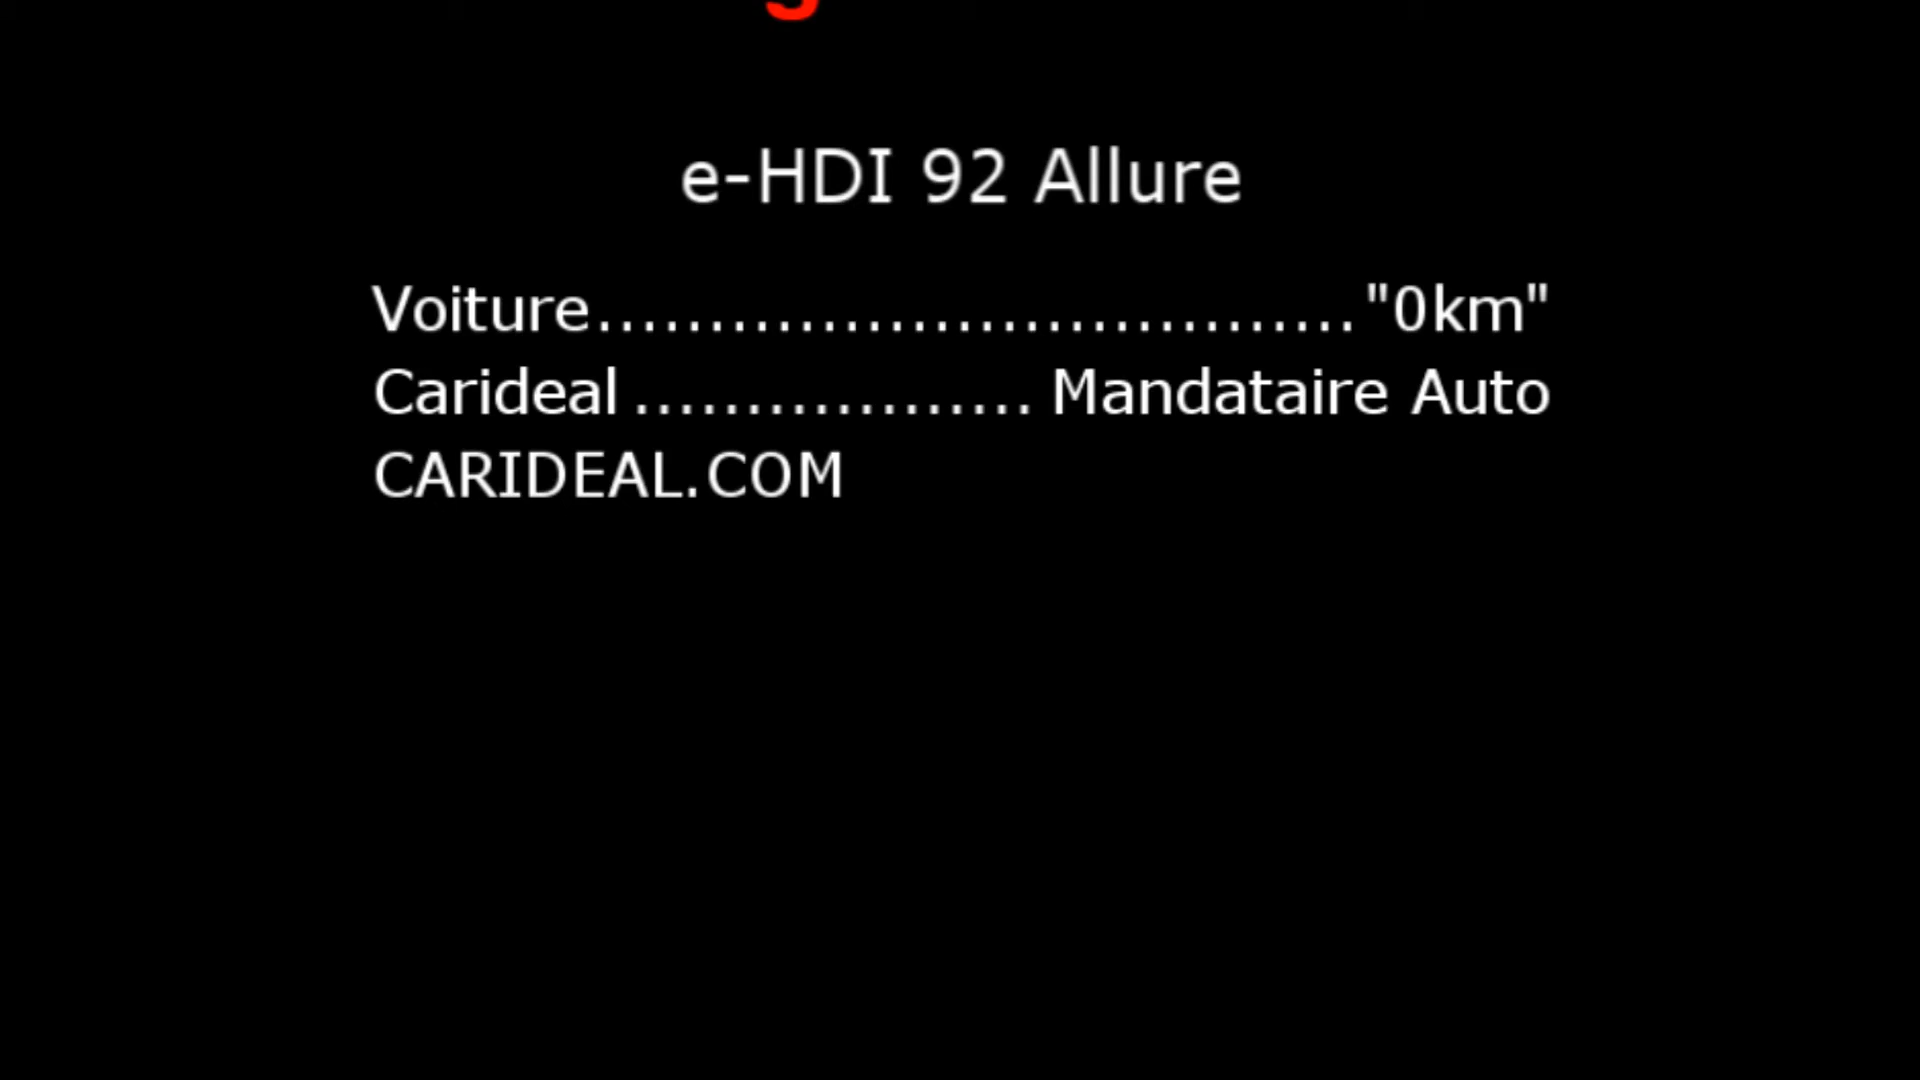 e-HDI 92 Allure
Voiture.................................."0km"
Carideal .................. Mandataire Auto
CARIDEAL.COM